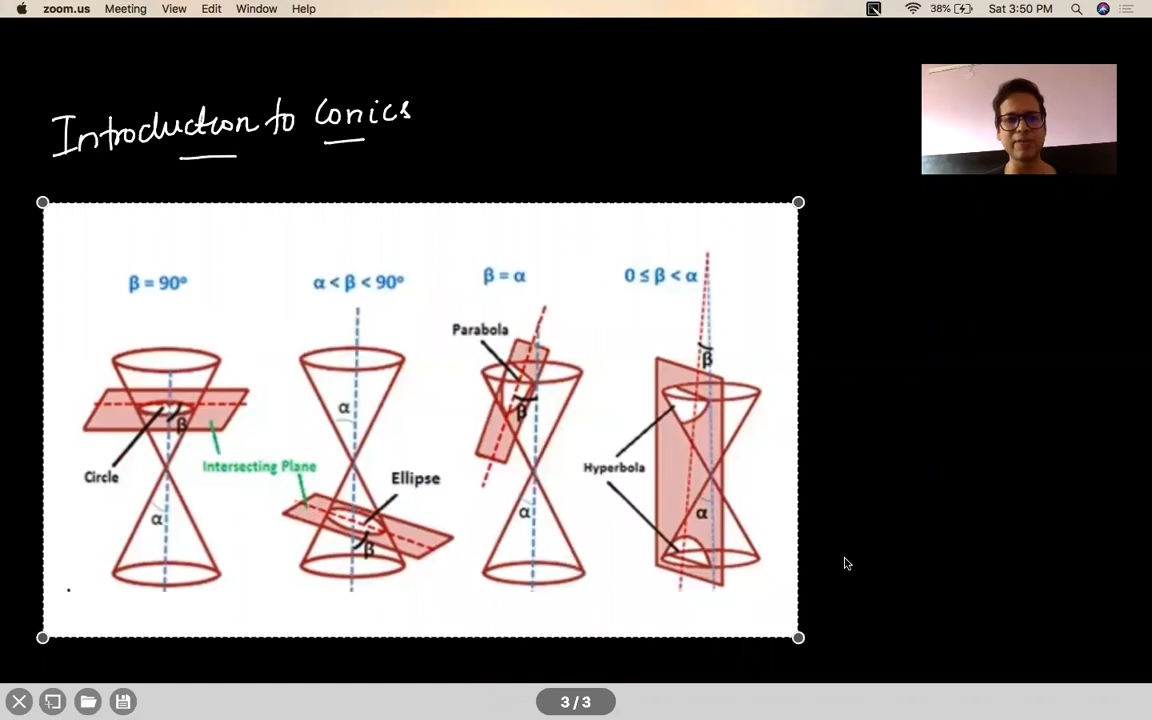 zoom.us Meeting View Edit Window Help 38% Sat 3:50 PM
Introduction to Conics
β = 90° α < β < 90° β = α 0 ≤ β < α
Parabola
β
α
β
β
Circle
Intersecting Plane
Ellipse
Hyperbola
α
α
α
β
3 / 3